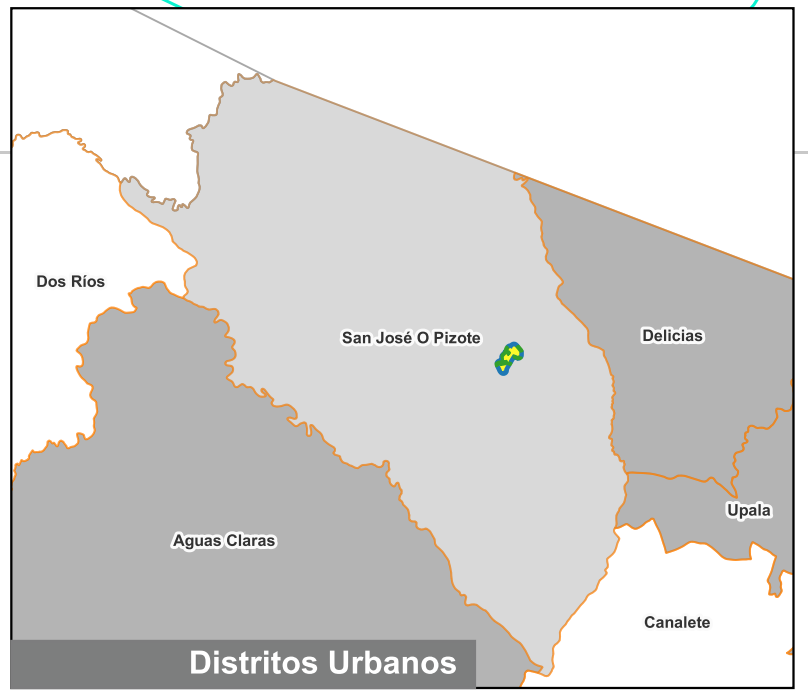 Dos Ríos
San José O Pizote
Delicias
Upala
Aguas Claras
Canalete
Distritos Urbanos